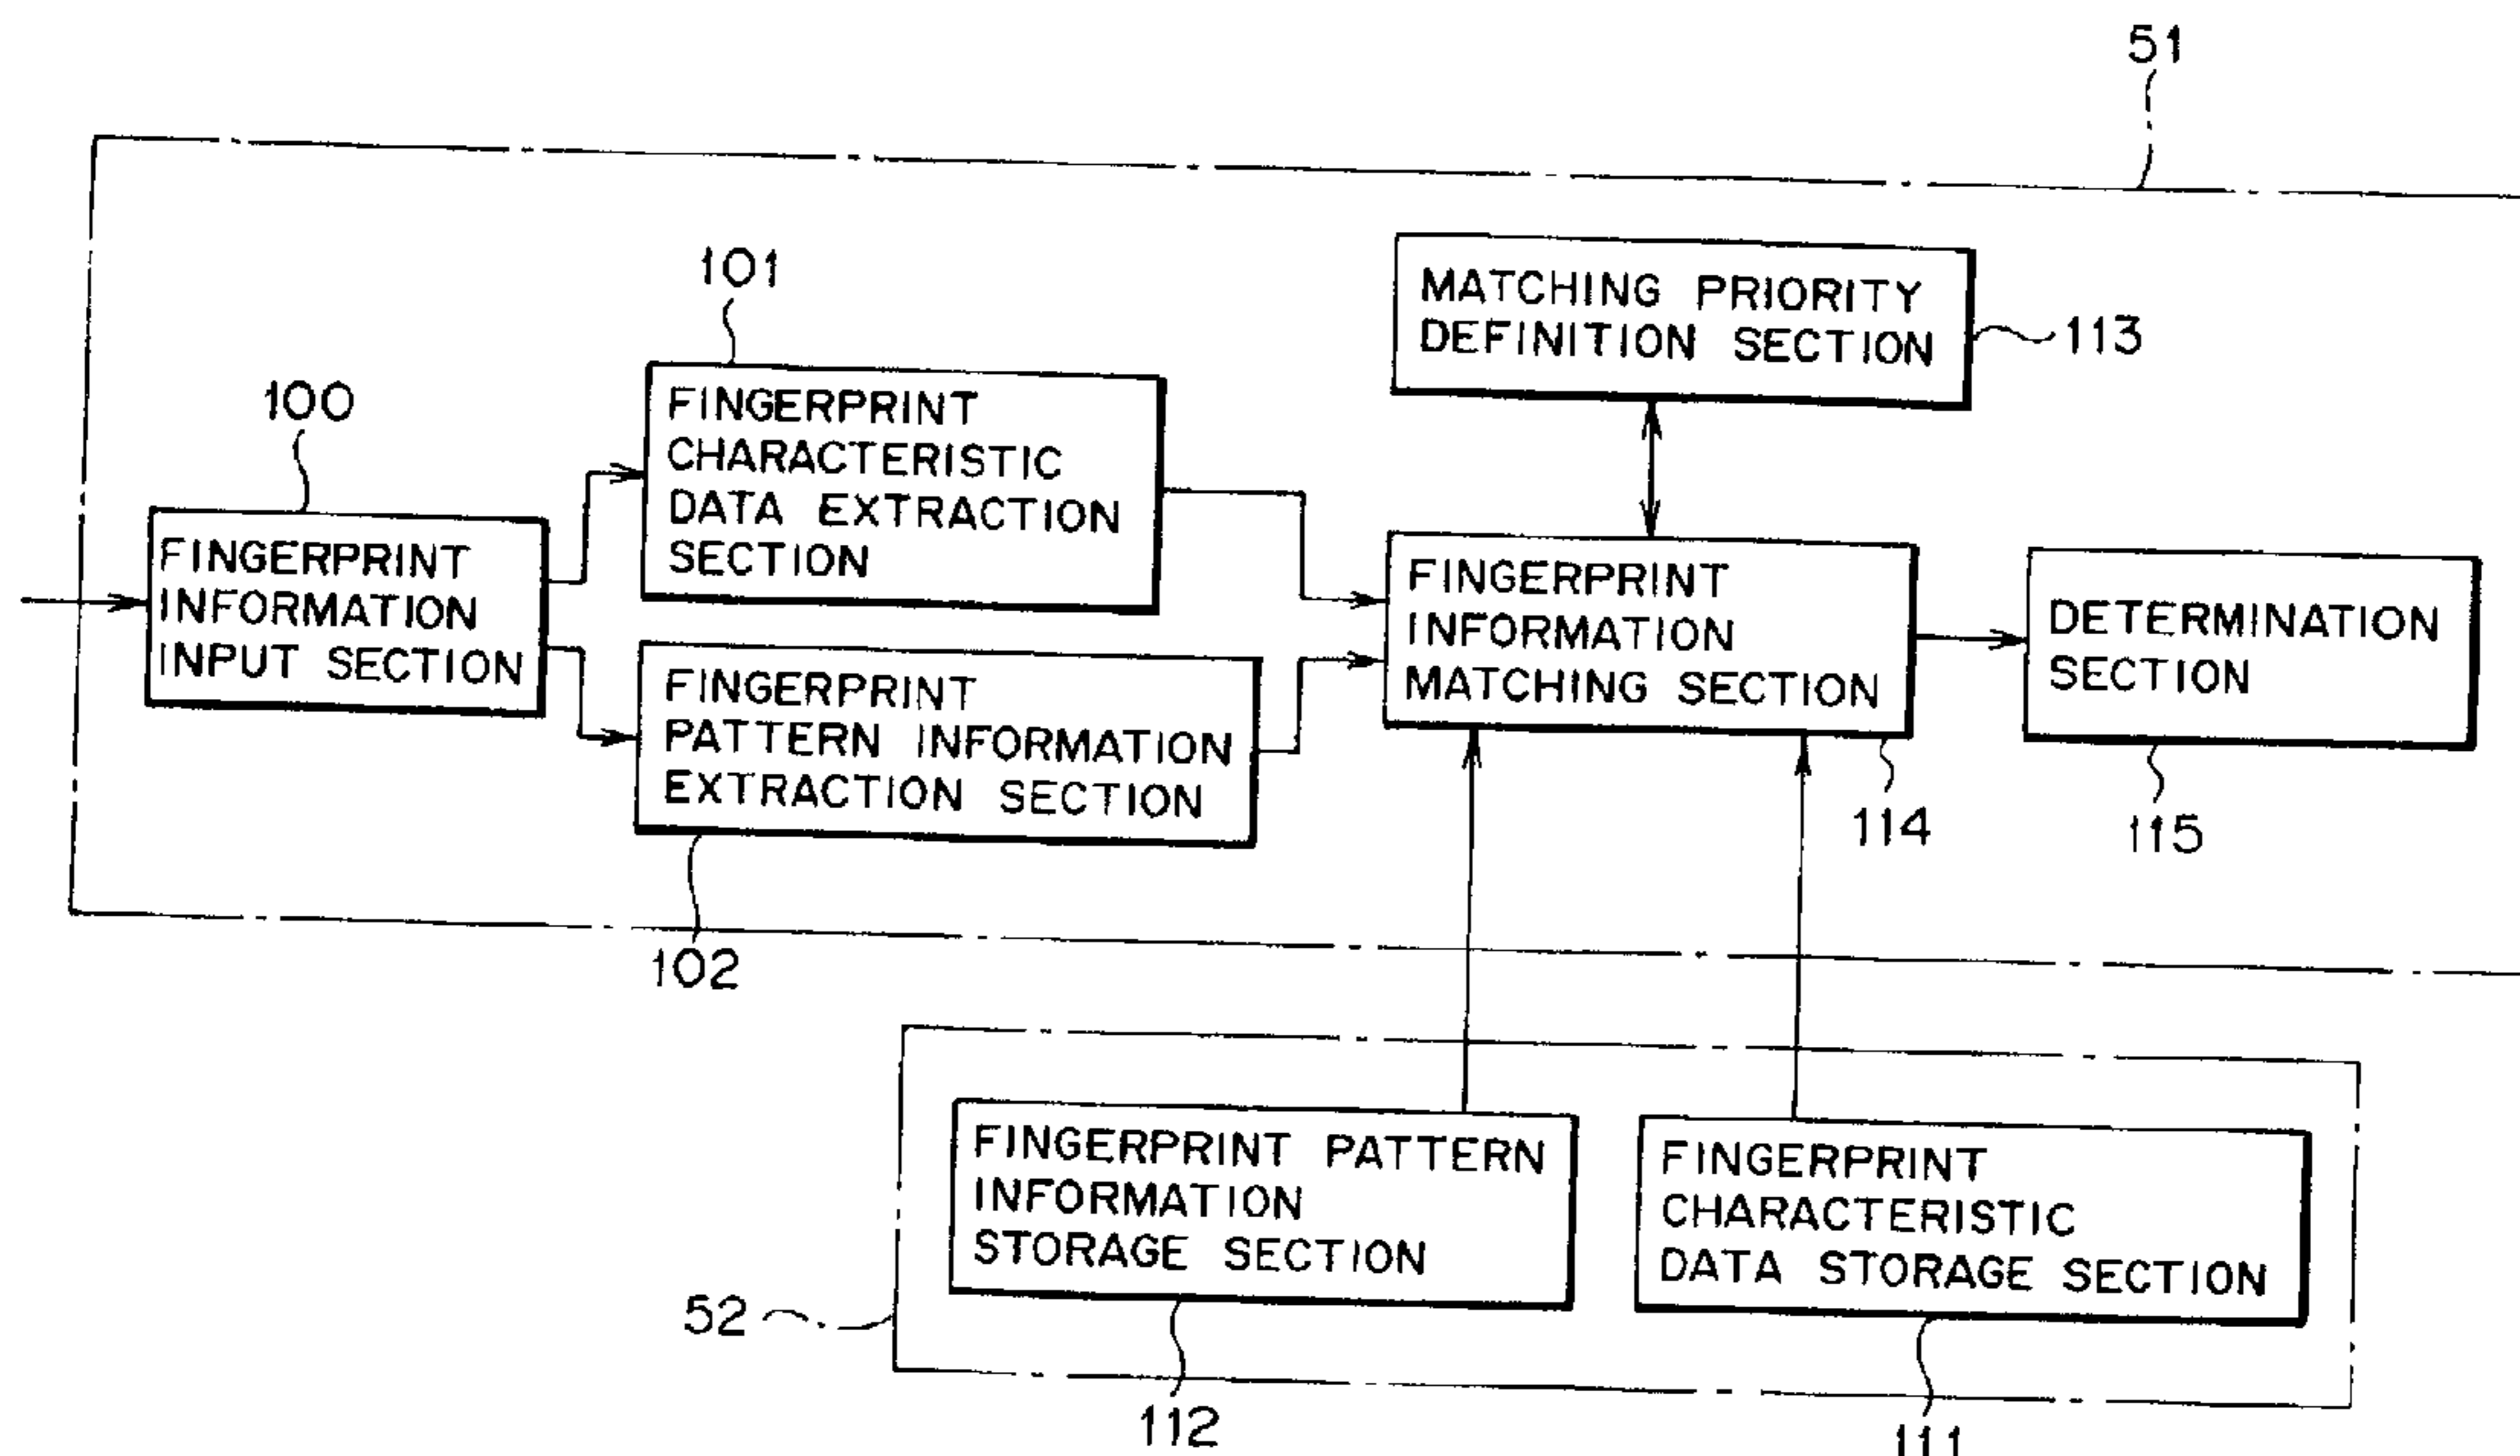 51
101
MATCHING PRIORITY
DEFINITION SECTION
113
100
FINGERPRINT
CHARACTERISTIC
DATA EXTRACTION
SECTION
FINGERPRINT
INFORMATION
INPUT SECTION
FINGERPRINT
INFORMATION
MATCHING SECTION
DETERMINATION
SECTION
FINGERPRINT
PATTERN INFORMATION
EXTRACTION SECTION
114
115
102
FINGERPRINT PATTERN
INFORMATION
STORAGE SECTION
FINGERPRINT
CHARACTERISTIC
DATA STORAGE SECTION
52
112
111